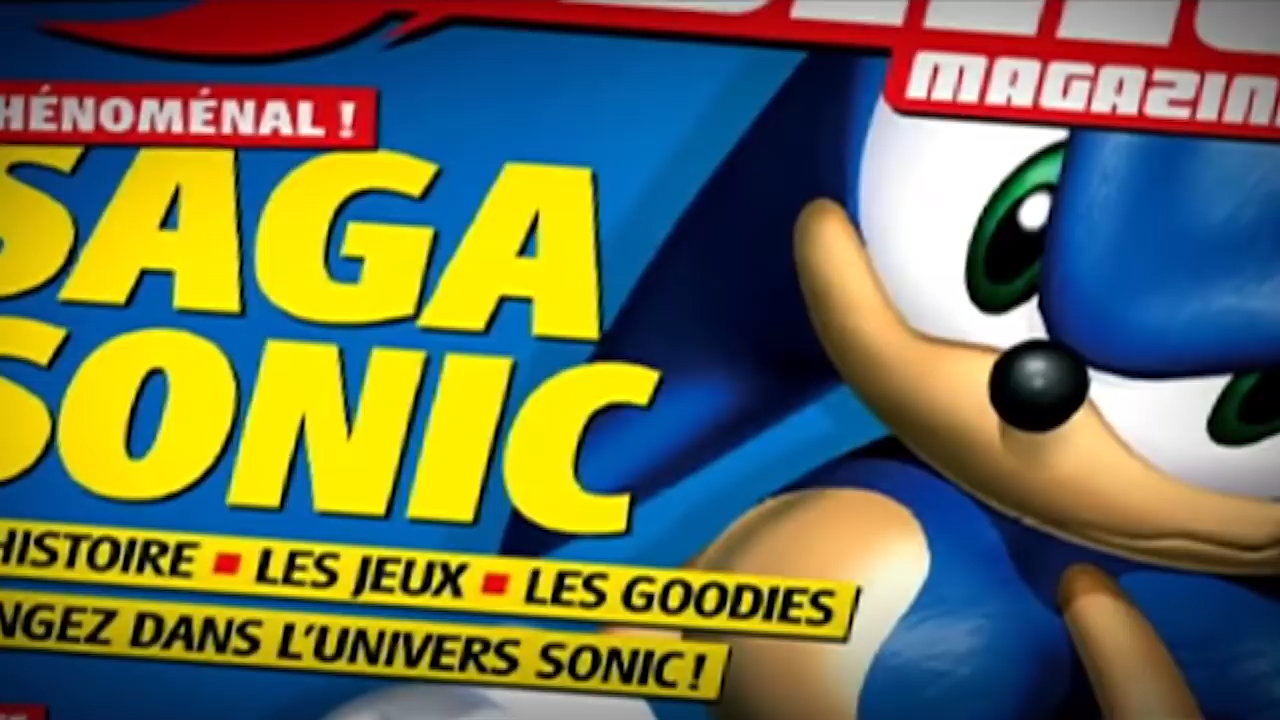 MAGAZIN
HÉNOMÉNAL !
SAGA
SONIC
HISTOIRE ▪ LES JEUX ▪ LES GOODIES
NGEZ DANS L'UNIVERS SONIC !